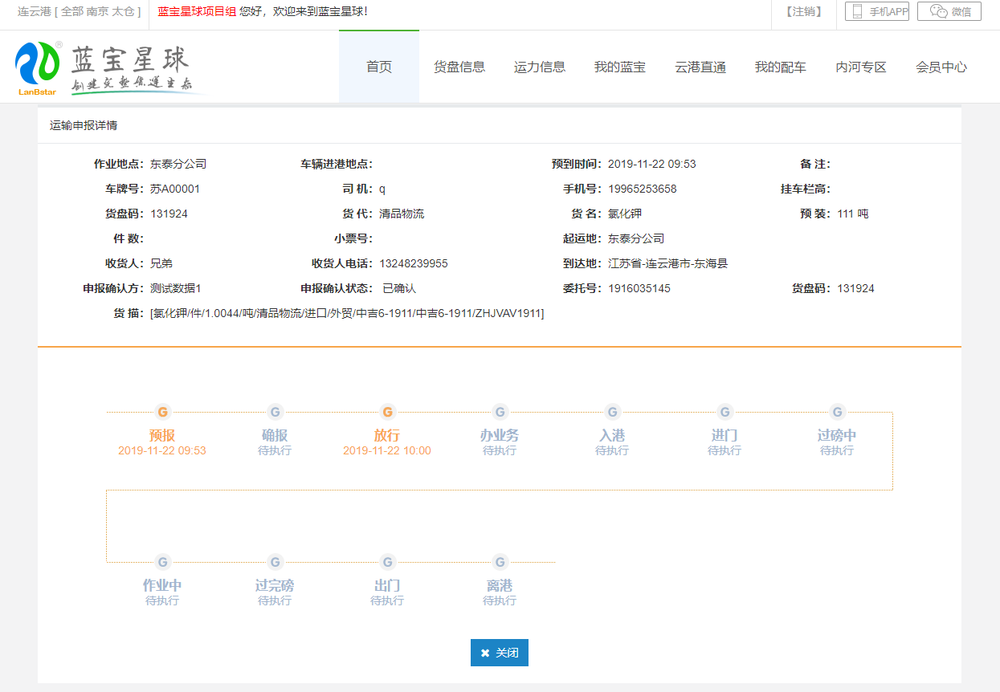 连云港 [ 全部 南京 太仓 ] 蓝宝星球项目组 您好，欢迎来到蓝宝星球! 【注销】 手机APP 微信
LanBstar ® 蓝宝星球
创建完整焦运生态
首页 货盘信息 运力信息 我的蓝宝 云港直通 我的配车 内河专区 会员中心
运输申报详情
作业地点： 东泰分公司 车辆进港地点： 预到时间： 2019-11-22 09:53 备 注：
车牌号： 苏A00001 司 机： q 手机号： 19965253658 挂车栏高：
货盘码： 131924 货 代： 清品物流 货 名： 氯化钾 预 装： 111 吨
件 数： 小票号： 起运地： 东泰分公司
收货人： 兄弟 收货人电话： 13248239955 到达地： 江苏省-连云港市-东海县
申报确认方： 测试数据1 申报确认状态： 已确认 委托号： 1916035145 货盘码： 131924
货 描： [氯化钾/件/1.0044/吨/清品物流/进口/外贸/中吉6-1911/中吉6-1911/ZHJVAV1911]
G G G G G G G
预报 确报 放行 办业务 入港 进门 过磅中
2019-11-22 09:53 待执行 2019-11-22 10:00 待执行 待执行 待执行 待执行
G G G G
作业中 过完磅 出门 离港
待执行 待执行 待执行 待执行
✖ 关闭